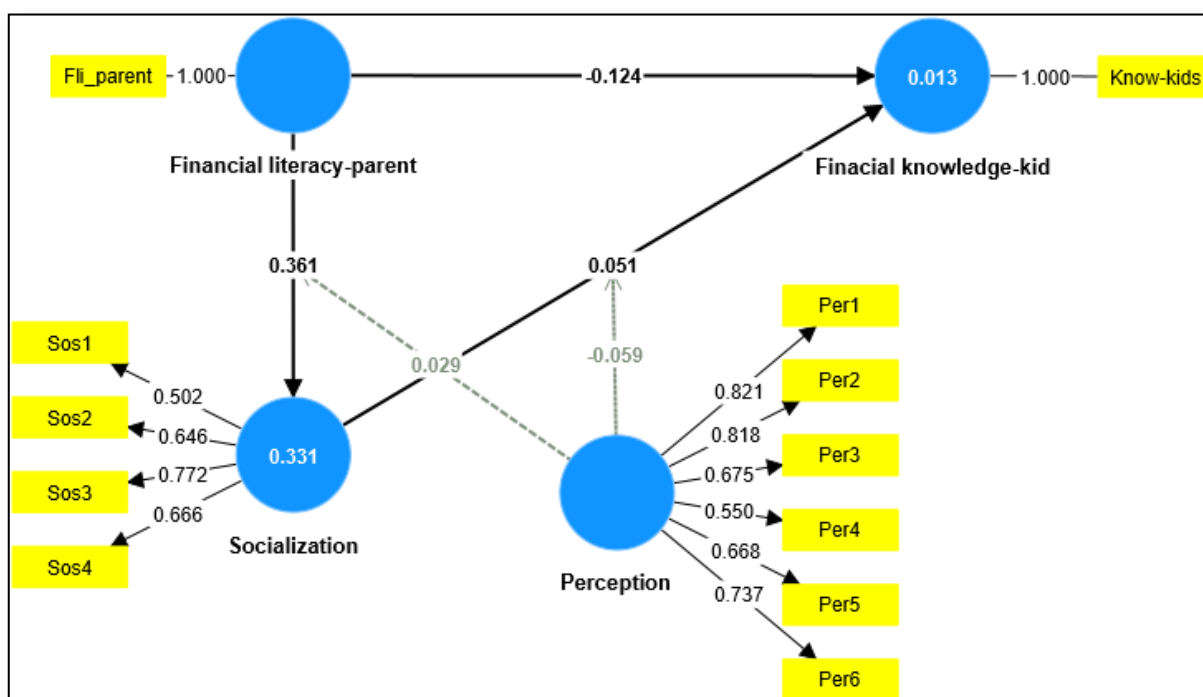 Fli_parent
1.000
-0.124
0.013
1.000
Know-kids
Financial literacy-parent
Finacial knowledge-kid
0.361
0.051
0.029
-0.059
Sos1
Sos2
Sos3
Sos4
0.502
0.646
0.772
0.666
0.331
Socialization
Perception
0.821
0.818
0.675
0.550
0.668
0.737
Per1
Per2
Per3
Per4
Per5
Per6